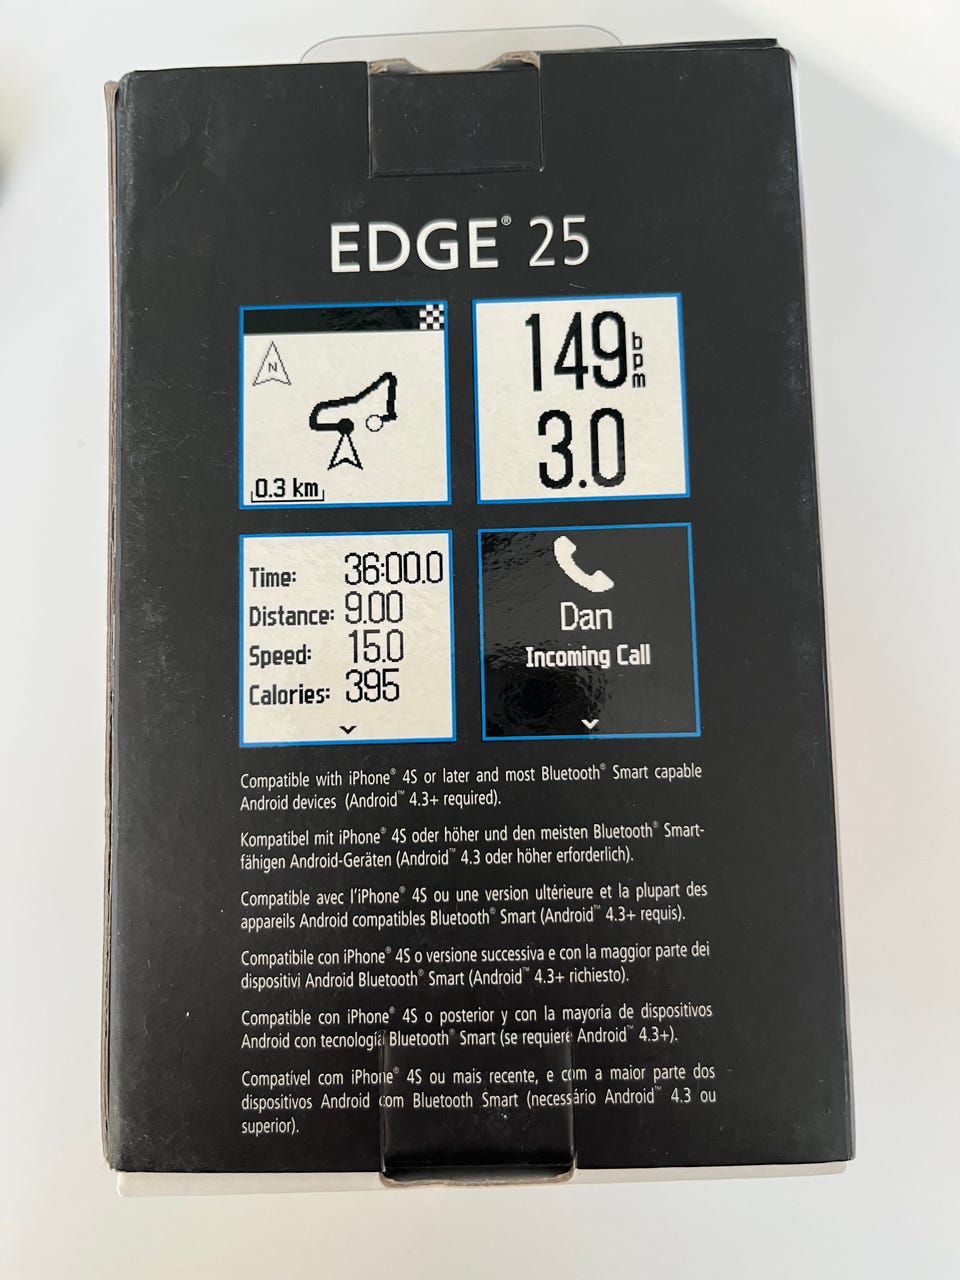 EDGE® 25
N
0.3 km
149 bpm
3.0
Time: 36:00.0
Distance: 9.00
Speed: 15.0
Calories: 395
Dan
Incoming Call
Compatible with iPhone® 4S or later and most Bluetooth® Smart capable
Android devices (Android™ 4.3+ required).
Kompatibel mit iPhone® 4S oder höher und den meisten Bluetooth® Smart-
fähigen Android-Geräten (Android™ 4.3 oder höher erforderlich).
Compatible avec l'iPhone® 4S ou une version ultérieure et la plupart des
appareils Android compatibles Bluetooth® Smart (Android™ 4.3+ requis).
Compatibile con iPhone® 4S o versione successiva e con la maggior parte dei
dispositivi Android Bluetooth® Smart (Android™ 4.3+ richiesto).
Compatible con iPhone® 4S o posterior y con la mayoría de dispositivos
Android con tecnología Bluetooth® Smart (se requiere Android™ 4.3+).
Compatível com iPhone® 4S ou mais recente, e com a maior parte dos
dispositivos Android com Bluetooth Smart (necessário Android™ 4.3 ou
superior).